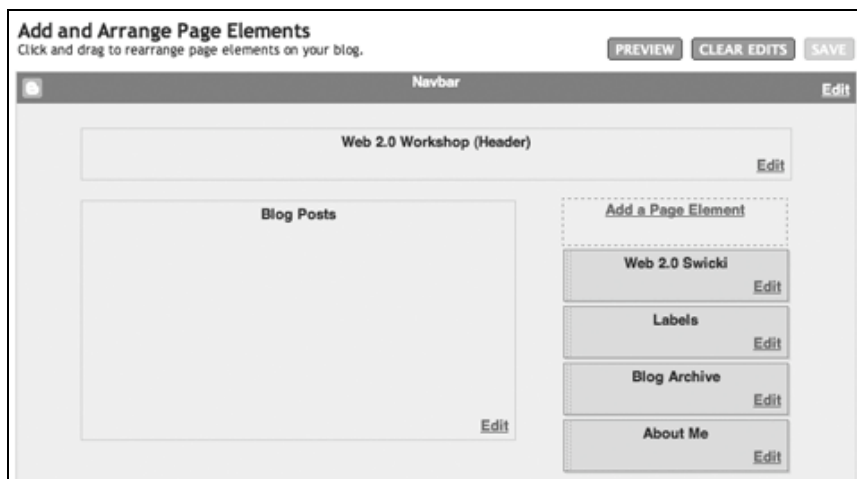 Add and Arrange Page Elements
Click and drag to rearrange page elements on your blog.
PREVIEW CLEAR EDITS SAVE
Navbar
Edit
Web 2.0 Workshop (Header)
Edit
Blog Posts
Edit
Add a Page Element
Web 2.0 Swicki
Edit
Labels
Edit
Blog Archive
Edit
About Me
Edit